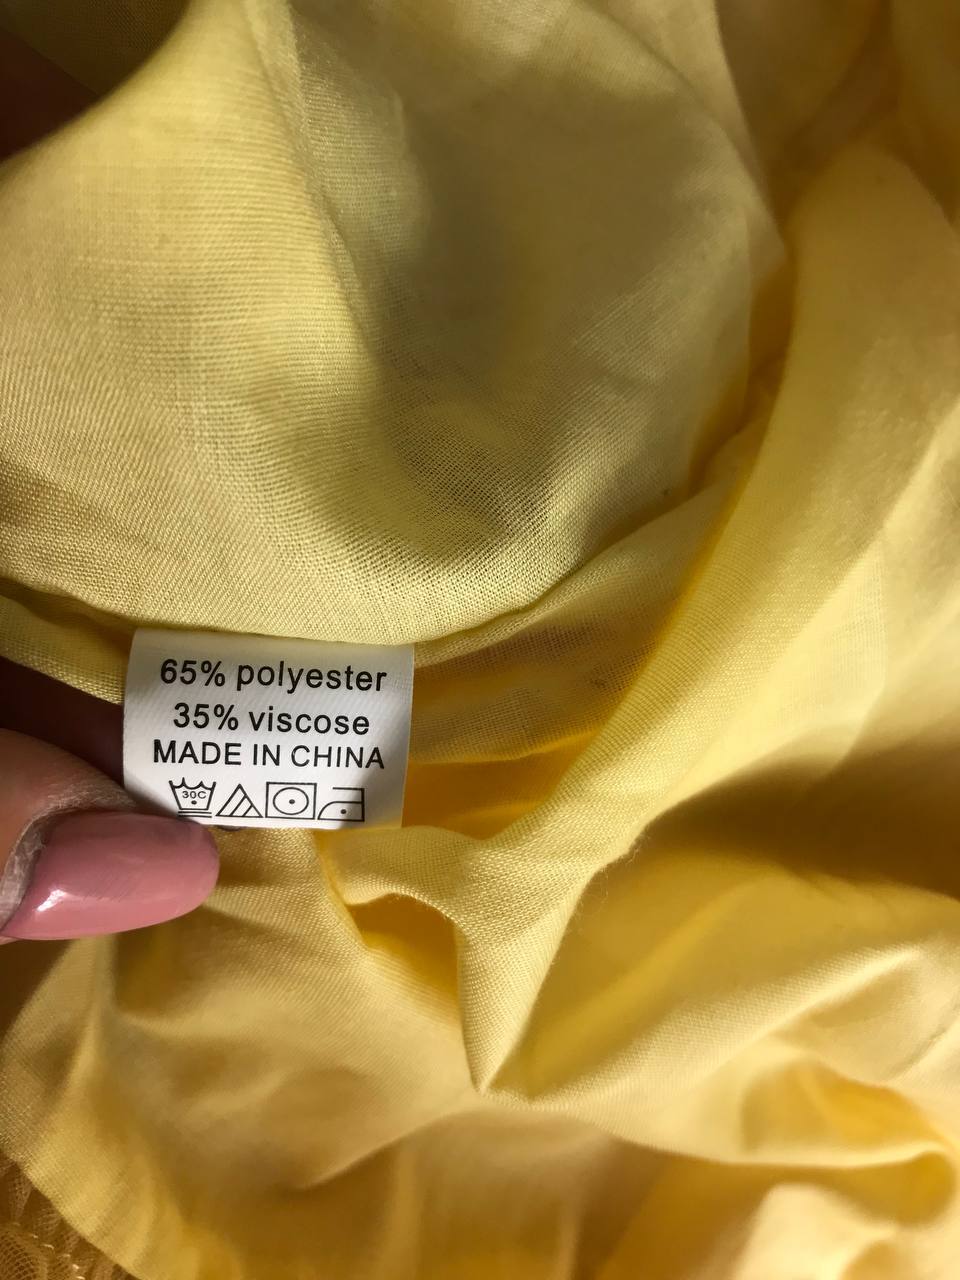 65% polyester
35% viscose
MADE IN CHINA
30C